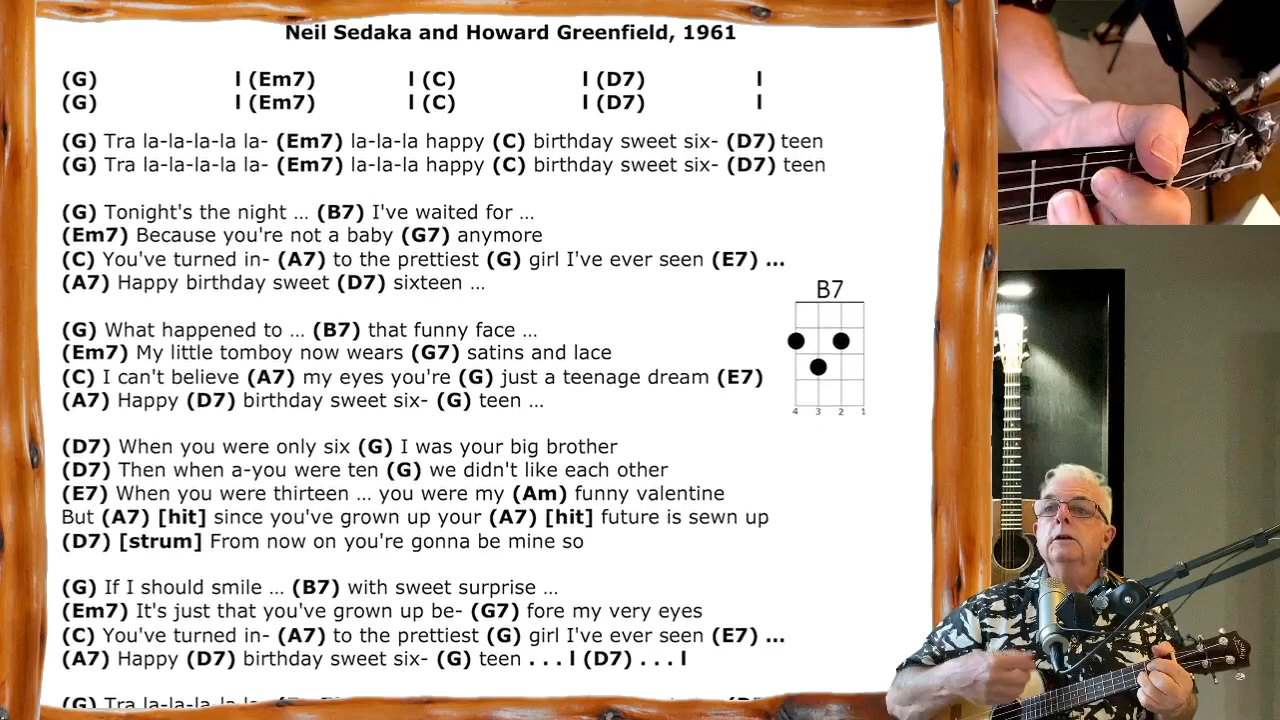 Neil Sedaka and Howard Greenfield, 1961
(G) l (Em7) l (C) l (D7) l
(G) l (Em7) l (C) l (D7) l
(G) Tra la-la-la-la la- (Em7) la-la-la happy (C) birthday sweet six- (D7) teen
(G) Tra la-la-la-la la- (Em7) la-la-la happy (C) birthday sweet six- (D7) teen
(G) Tonight's the night … (B7) I've waited for …
(Em7) Because you're not a baby (G7) anymore
(C) You've turned in- (A7) to the prettiest (G) girl I've ever seen (E7) …
(A7) Happy birthday sweet (D7) sixteen …
(G) What happened to … (B7) that funny face …
(Em7) My little tomboy now wears (G7) satins and lace
(C) I can't believe (A7) my eyes you're (G) just a teenage dream (E7)
(A7) Happy (D7) birthday sweet six- (G) teen …
B7
4 3 2 1
(D7) When you were only six (G) I was your big brother
(D7) Then when a-you were ten (G) we didn't like each other
(E7) When you were thirteen … you were my (Am) funny valentine
But (A7) [hit] since you've grown up your (A7) [hit] future is sewn up
(D7) [strum] From now on you're gonna be mine so
(G) If I should smile … (B7) with sweet surprise …
(Em7) It's just that you've grown up be- (G7) fore my very eyes
(C) You've turned in- (A7) to the prettiest (G) girl I've ever seen (E7) …
(A7) Happy (D7) birthday sweet six- (G) teen . . . l (D7) . . . l
(G) Tra la-la-la-la la-